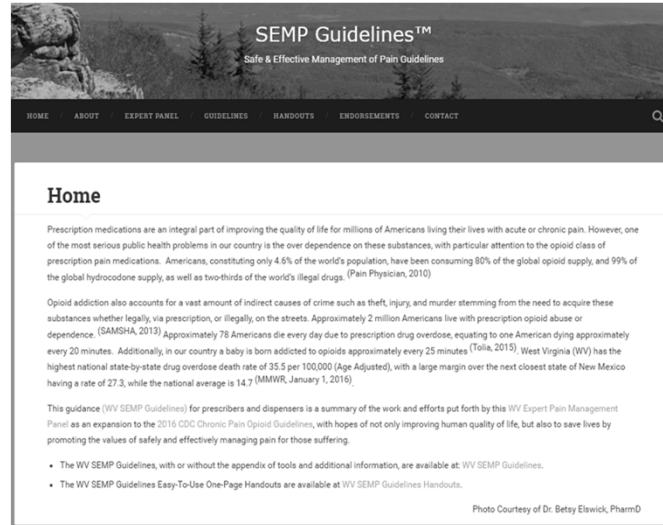 SEMP Guidelines™
Safe & Effective Management of Pain Guidelines
HOME / ABOUT / EXPERT PANEL / GUIDELINES / HANDOUTS / ENDORSEMENTS / CONTACT
Home
Prescription medications are an integral part of improving the quality of life for millions of Americans living their lives with acute or chronic pain. However, one
of the most serious public health problems in our country is the over dependence on these substances, with particular attention to the opioid class of
prescription pain medications. Americans, constituting only 4.6% of the world's population, have been consuming 80% of the global opioid supply, and 99% of
the global hydrocodone supply, as well as two-thirds of the world's illegal drugs. (Pain Physician, 2010)
Opioid addiction also accounts for a vast amount of indirect causes of crime such as theft, injury, and murder stemming from the need to acquire these
substances whether legally, via prescription, or illegally, on the streets. Approximately 2 million Americans live with prescription opioid abuse or
dependence. (SAMSHA, 2013) Approximately 78 Americans die every day due to prescription drug overdose, equating to one American dying approximately
every 20 minutes. Additionally, in our country a baby is born addicted to opioids approximately every 25 minutes (Tolia, 2015). West Virginia (WV) has the
highest national state-by-state drug overdose death rate of 35.5 per 100,000 (Age Adjusted), with a large margin over the next closest state of New Mexico
having a rate of 27.3, while the national average is 14.7 (MMWR, January 1, 2016).
This guidance (WV SEMP Guidelines) for prescribers and dispensers is a summary of the work and efforts put forth by this WV Expert Pain Management
Panel as an expansion to the 2016 CDC Chronic Pain Opioid Guidelines, with hopes of not only improving human quality of life, but also to save lives by
promoting the values of safely and effectively managing pain for those suffering.
• The WV SEMP Guidelines, with or without the appendix of tools and additional information, are available at: WV SEMP Guidelines.
• The WV SEMP Guidelines Easy-To-Use One-Page Handouts are available at WV SEMP Guidelines Handouts.
Photo Courtesy of Dr. Betsy Elswick, PharmD